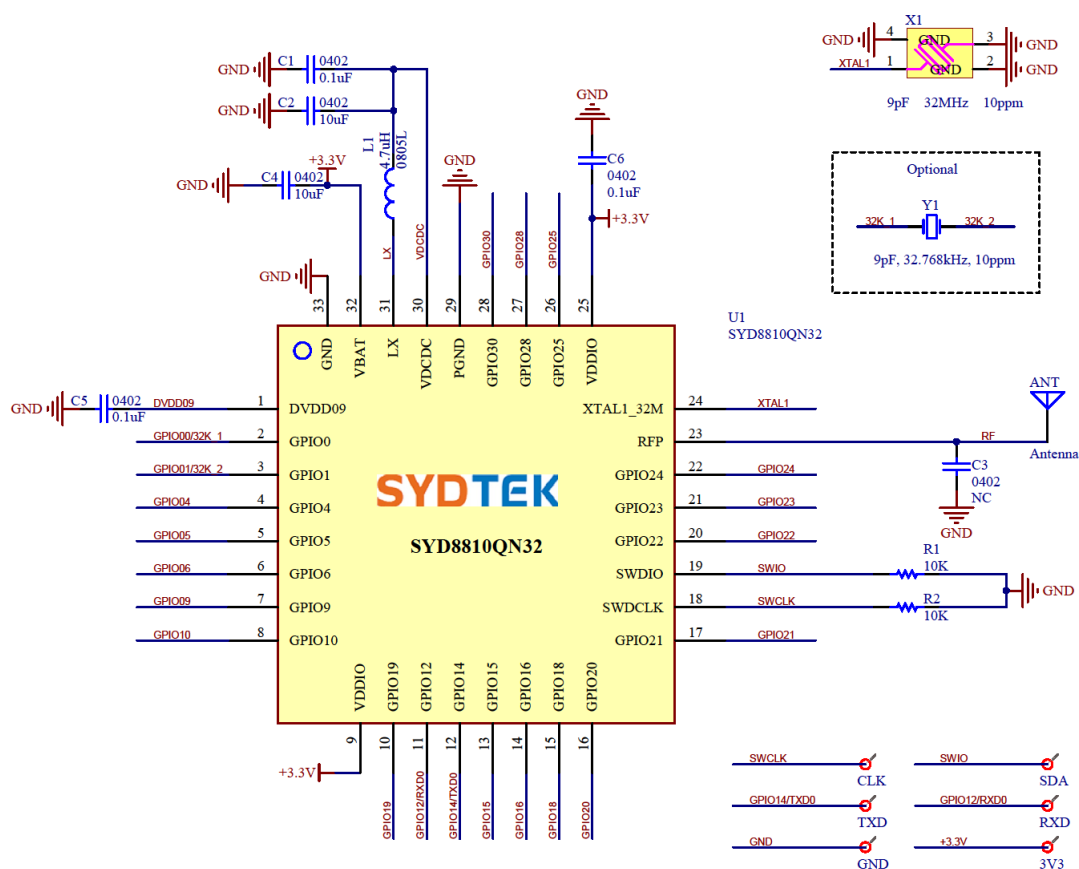 X1
GND
4
GND
3
GND
XTAL1
1
GND
2
GND
9pF 32MHz 10ppm
GND
C1
0402
0.1uF
GND
C2
0402
10uF
L1
4.7uH
0805L
+3.3V
GND
C4
0402
10uF
GND
GND
C6
0402
0.1uF
+3.3V
Optional
Y1
32K_1
32K_2
9pF, 32.768kHz, 10ppm
LX
VDCDC
GPIO30
GPIO28
GPIO25
GND
33
32
31
30
29
28
27
26
25
U1
SYD8810QN32
GND
VBAT
LX
VDCDC
PGND
GPIO30
GPIO28
GPIO25
VDDIO
GND
C5
0402
0.1uF
DVDD09
1
DVDD09
GPIO00/32K_1
2
GPIO0
GPIO01/32K_2
3
GPIO1
GPIO04
4
GPIO4
GPIO05
5
GPIO5
GPIO06
6
GPIO6
GPIO09
7
GPIO9
GPIO10
8
GPIO10
SYDTEK
SYD8810QN32
XTAL1_32M
24
XTAL1
RFP
23
RF
GPIO24
22
GPIO24
GPIO23
21
GPIO23
GPIO22
20
GPIO22
SWDIO
19
SWIO
SWDCLK
18
SWCLK
GPIO21
17
GPIO21
ANT
Antenna
C3
0402
NC
GND
R1
10K
R2
10K
GND
VDDIO
GPIO19
GPIO12
GPIO14
GPIO15
GPIO16
GPIO18
GPIO20
9
10
11
12
13
14
15
16
+3.3V
GPIO19
GPIO12/RXD0
GPIO14/TXD0
GPIO15
GPIO16
GPIO18
GPIO20
SWCLK
CLK
SWIO
SDA
GPIO14/TXD0
TXD
GPIO12/RXD0
RXD
GND
GND
+3.3V
3V3